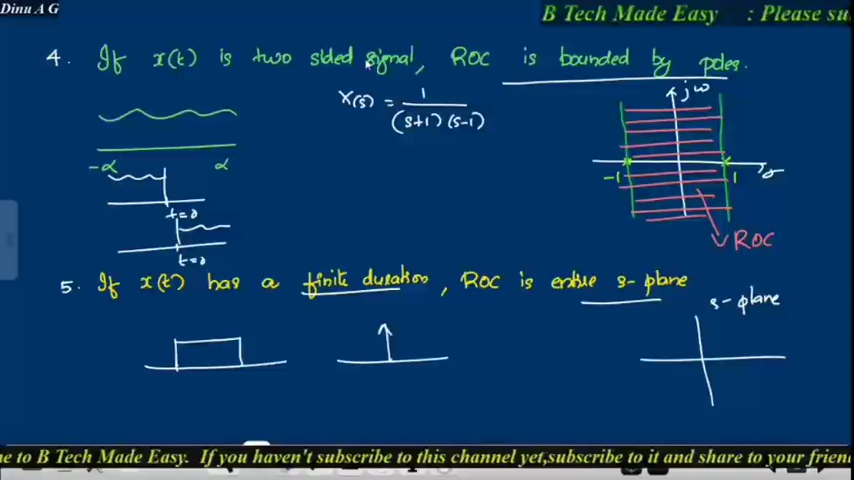 Dinu A G
B Tech Made Easy : Please su
4. If x(t) is two sided signal, ROC is bounded by poles.
X(s) = 1 / (s+1)(s-1)
jω
-α α
-1 1 σ
t=0
t=0
ROC
5. If x(t) has a finite duration, ROC is entire s-plane
s-plane
me to B Tech Made Easy. If you haven't subscribe to this channel yet,subscribe to it and share to your frien